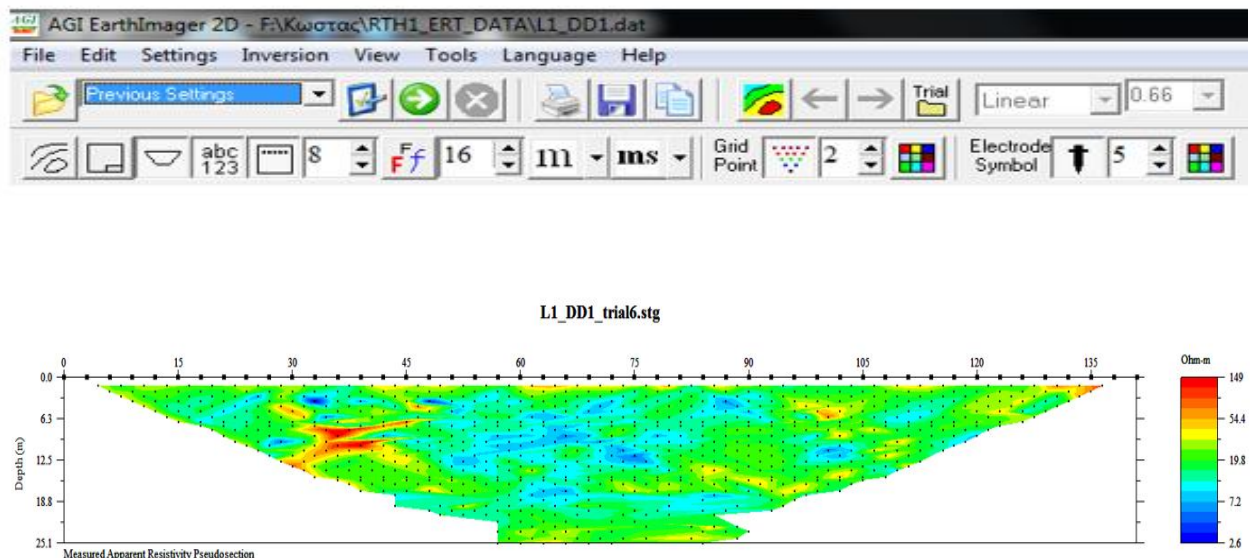 AGI EarthImager 2D - F:\Κωστας\RTH1_ERT_DATA\L1_DD1.dat
File Edit Settings Inversion View Tools Language Help
Previous Settings Trial Linear 0.66
abc 123 8 F F f 16 m ms Grid Point 2 Electrode Symbol 5
L1_DD1_trial6.stg
0 15 30 45 60 75 90 105 120 135
Ohm-m
0.0
6.3
12.5
18.8
25.1
Depth (m)
149
54.4
19.8
7.2
2.6
Measured Apparent Resistivity Pseudosection